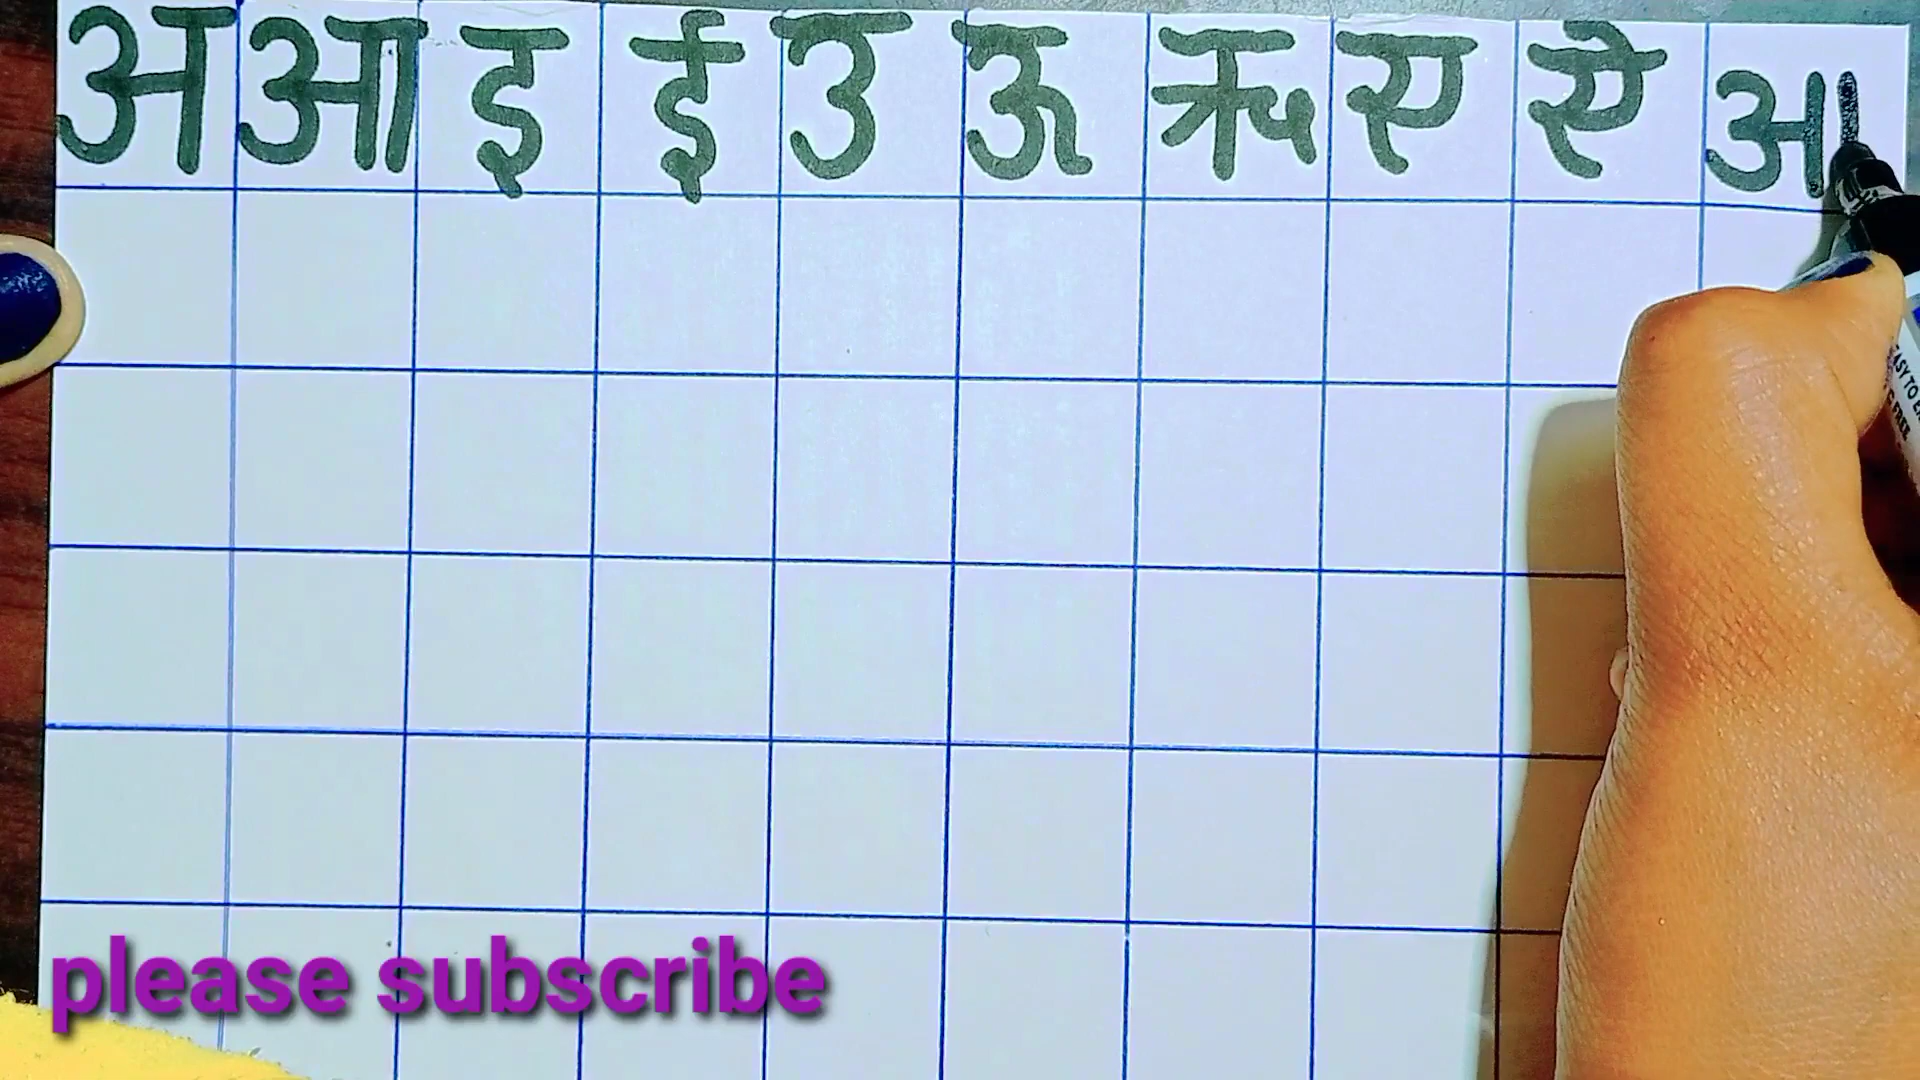 अ आ इ ई उ ऊ ऋ ए ऐ आ
please subscribe